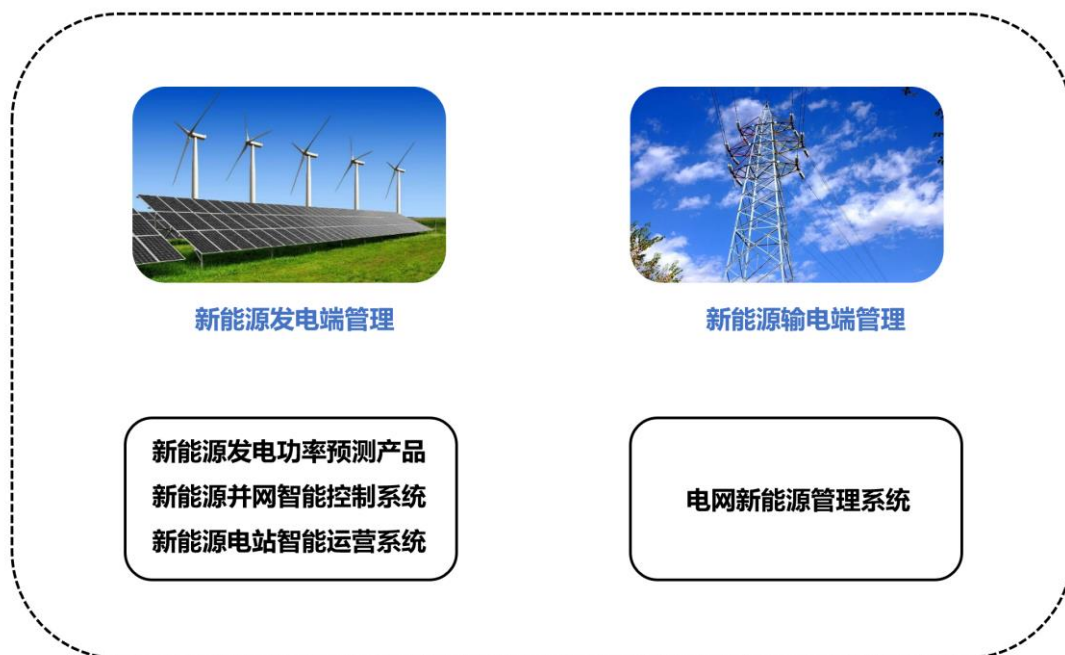 新能源发电端管理
新能源输电端管理
新能源发电功率预测产品
新能源并网智能控制系统
新能源电站智能运营系统
电网新能源管理系统